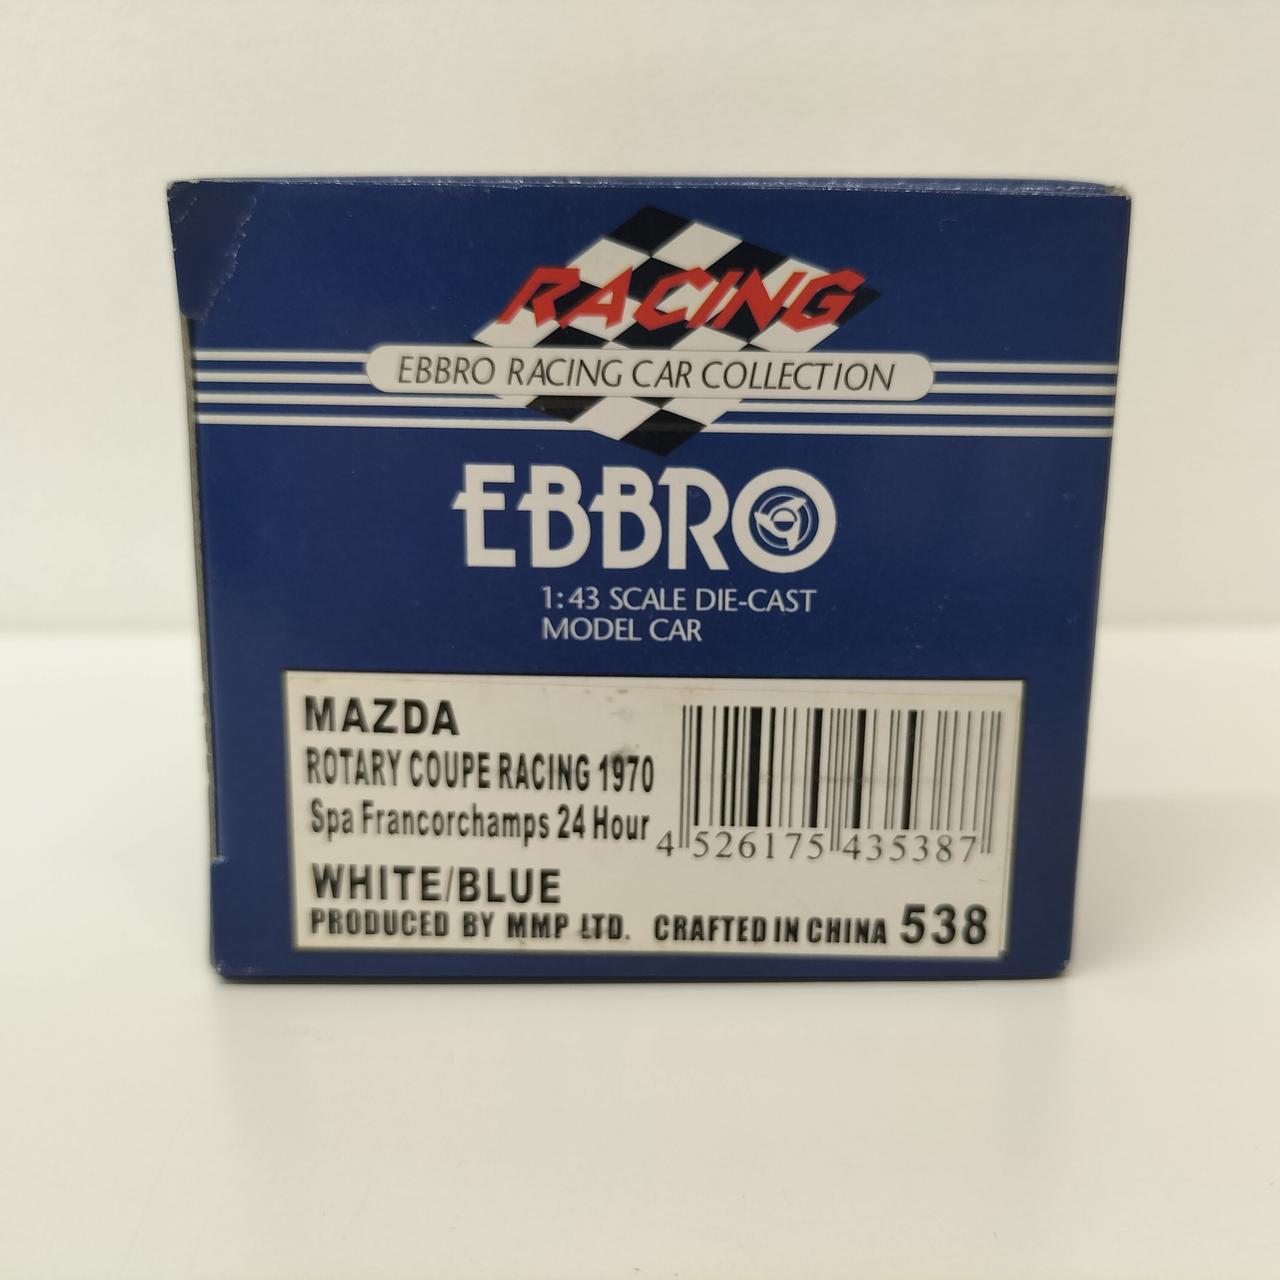 RACING
EBBRO RACING CAR COLLECTION
EBBRO
1:43 SCALE DIE-CAST
MODEL CAR
MAZDA
ROTARY COUPE RACING 1970
Spa Francorchamps 24 Hour
4 526175 435387
WHITE/BLUE
PRODUCED BY MMP LTD. CRAFTED IN CHINA 538